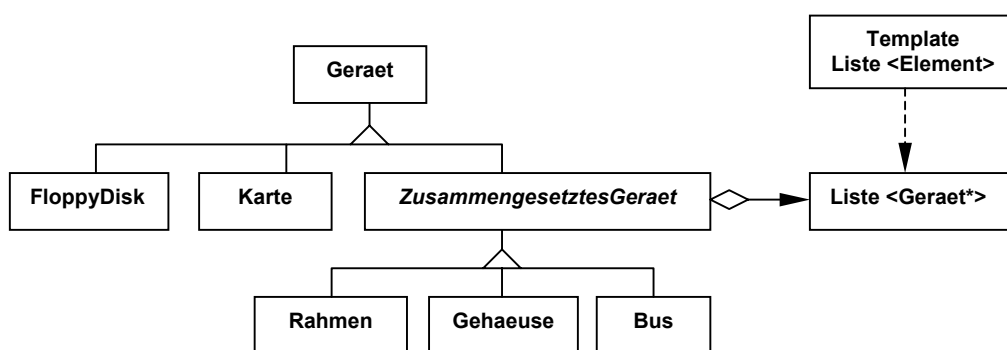 Template
Liste <Element>
Geraet
FloppyDisk
Karte
ZusammengesetztesGeraet
Liste <Geraet*>
Rahmen
Gehaeuse
Bus